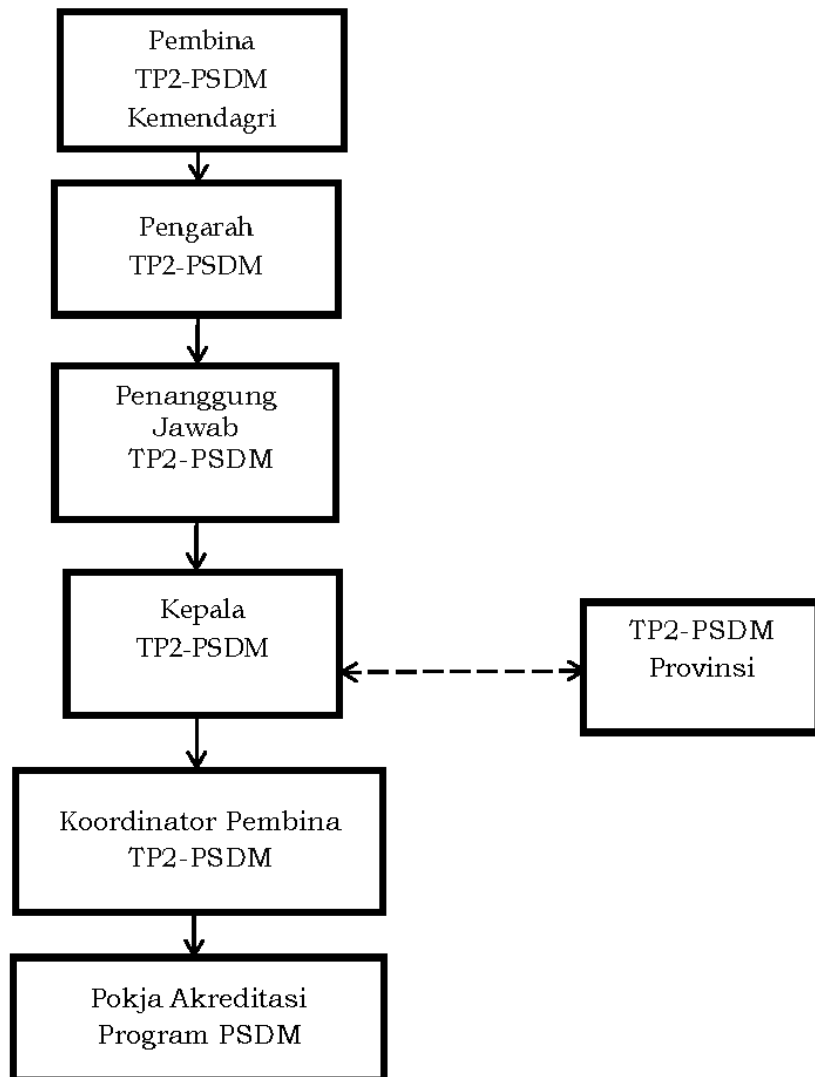 Pembina
TP2-PSDM
Kemendagri
Pengarah
TP2-PSDM
Penanggung
Jawab
TP2-PSDM
Kepala
TP2-PSDM
TP2-PSDM
Provinsi
Koordinator Pembina
TP2-PSDM
Pokja Akreditasi
Program PSDM